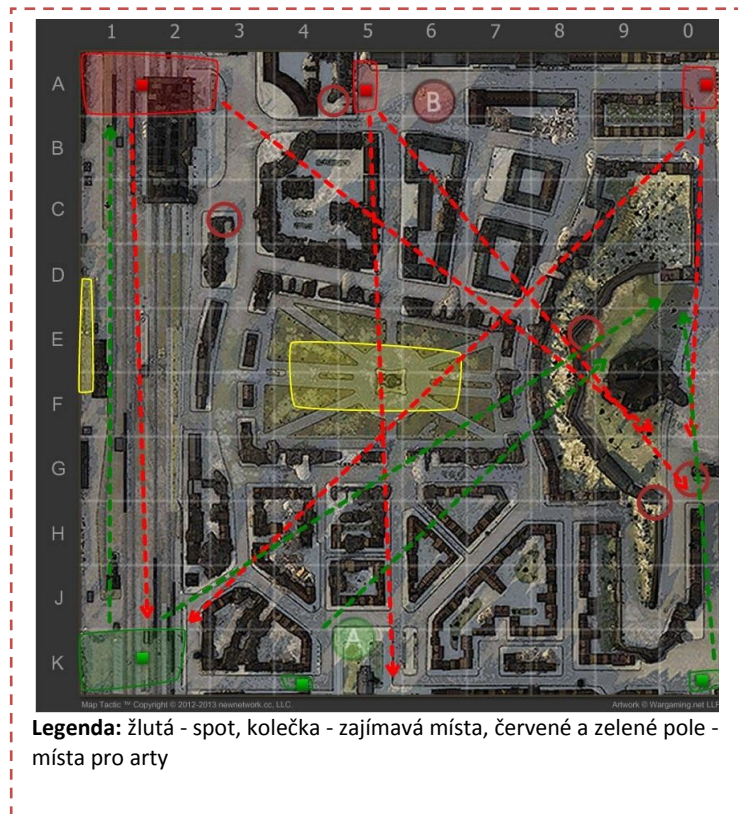 1 2 3 4 5 6 7 8 9 0
A
B
B
C
D
E
F
G
H
J
A
K
Map Tactic ™ Copyright © 2012-2013 newnetwork.cc, LLC Artwork © Wargaming.net LLP
Legenda: žlutá - spot, kolečka - zajímavá místa, červené a zelené pole -
místa pro arty